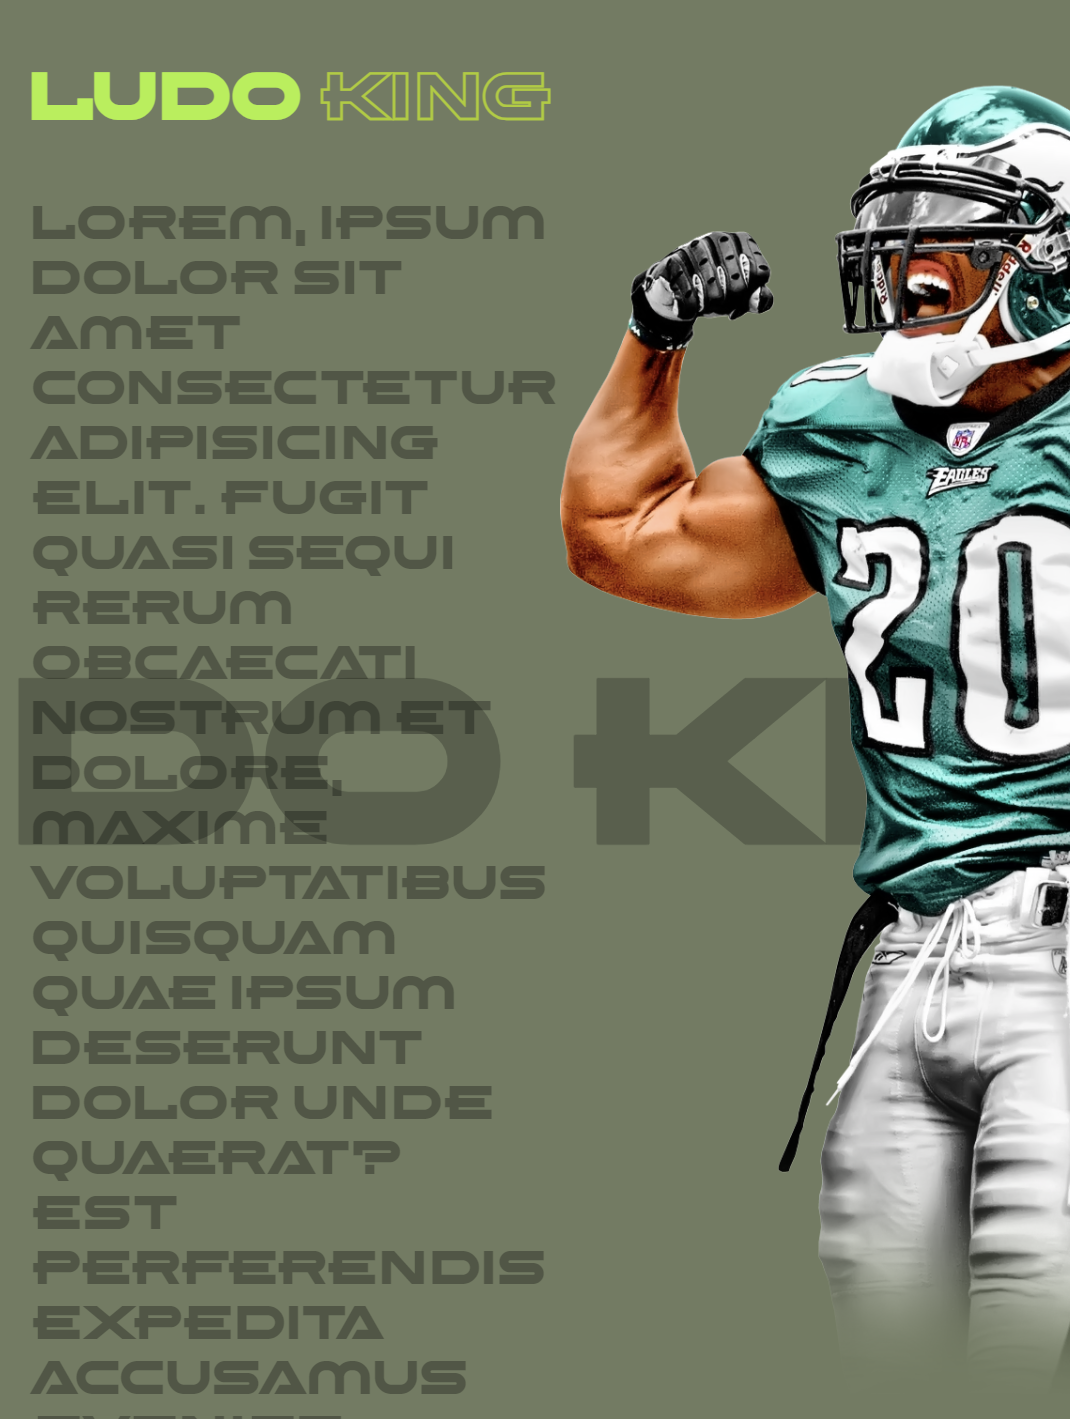 LUDO KING
LOREM, IPSUM
DOLOR SIT
AMET
CONSECTETUR
ADIPISICING
ELIT. FUGIT
QUASI SEQUI
RERUM
OBCAECATI
NOSTRUM ET
DOLORE,
MAXIME
VOLUPTATIBUS
QUISQUAM
QUAE IPSUM
DESERUNT
DOLOR UNDE
QUAERAT?
EST
PERFERENDIS
EXPEDITA
ACCUSAMUS
DO KI
Riddell
EAGLES
20